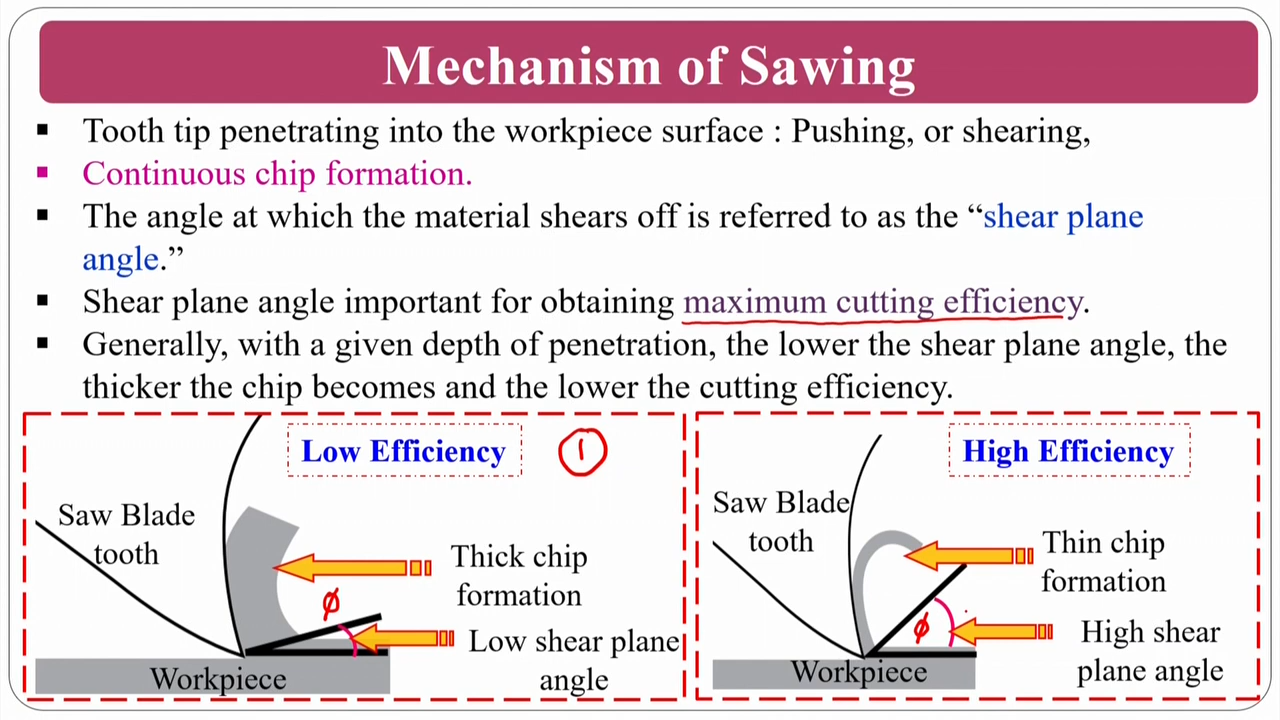 Mechanism of Sawing
▪ Tooth tip penetrating into the workpiece surface : Pushing, or shearing,
▪ Continuous chip formation.
▪ The angle at which the material shears off is referred to as the “shear plane
angle.”
▪ Shear plane angle important for obtaining maximum cutting efficiency.
▪ Generally, with a given depth of penetration, the lower the shear plane angle, the
thicker the chip becomes and the lower the cutting efficiency.
Low Efficiency
1
Saw Blade
tooth
Thick chip
formation
ϕ
Low shear plane
angle
Workpiece
High Efficiency
Saw Blade
tooth
Thin chip
formation
ϕ
High shear
plane angle
Workpiece